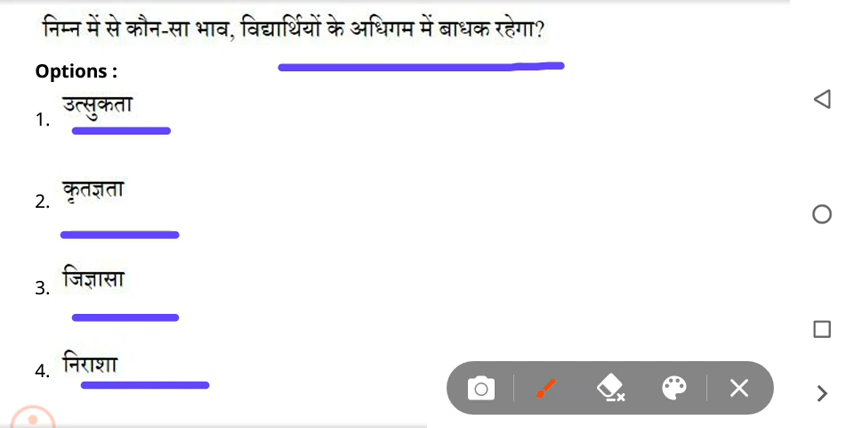 निम्न में से कौन-सा भाव, विद्यार्थियों के अधिगम में बाधक रहेगा?
Options :
1. उत्सुकता
2. कृतज्ञता
3. जिज्ञासा
4. निराशा